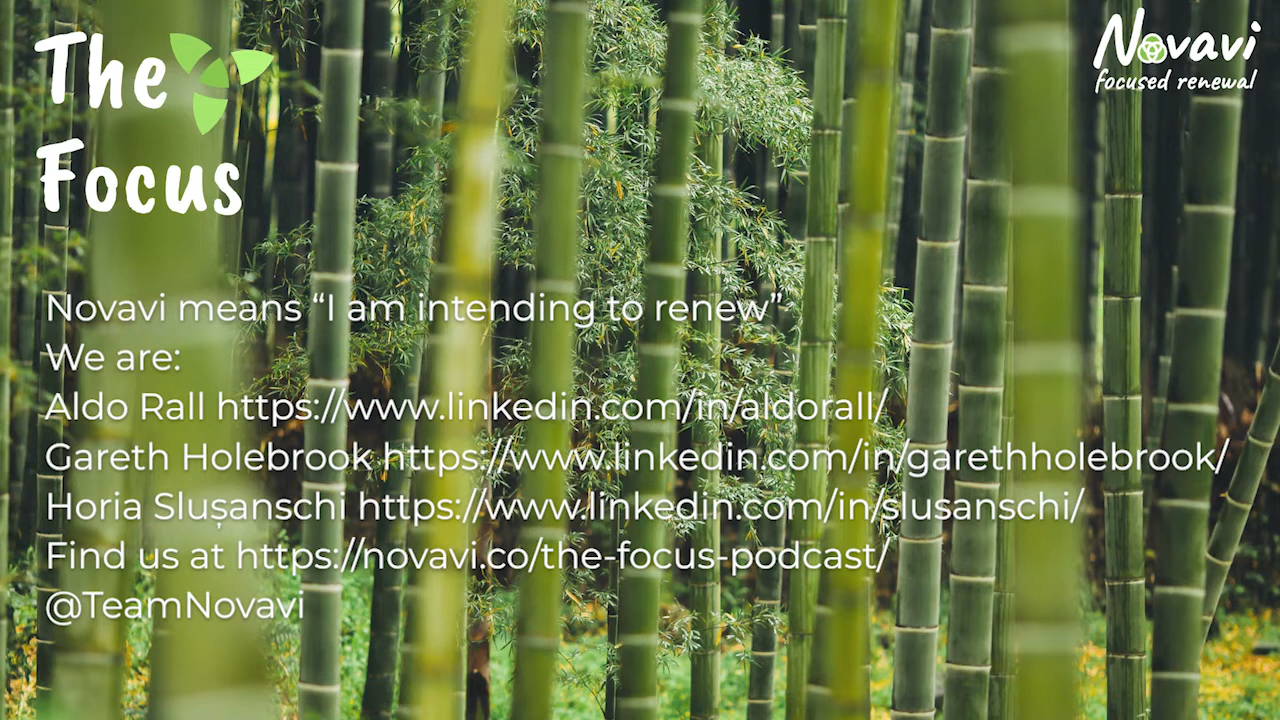 The
Focus
Novavi
focused renewal
Novavi means “I am intending to renew”
We are:
Aldo Rall https://www.linkedin.com/in/aldorall/
Gareth Holebrook https://www.linkedin.com/in/garethholebrook/
Horia Slușanschi https://www.linkedin.com/in/slusanschi/
Find us at https://novavi.co/the-focus-podcast/
@TeamNovavi